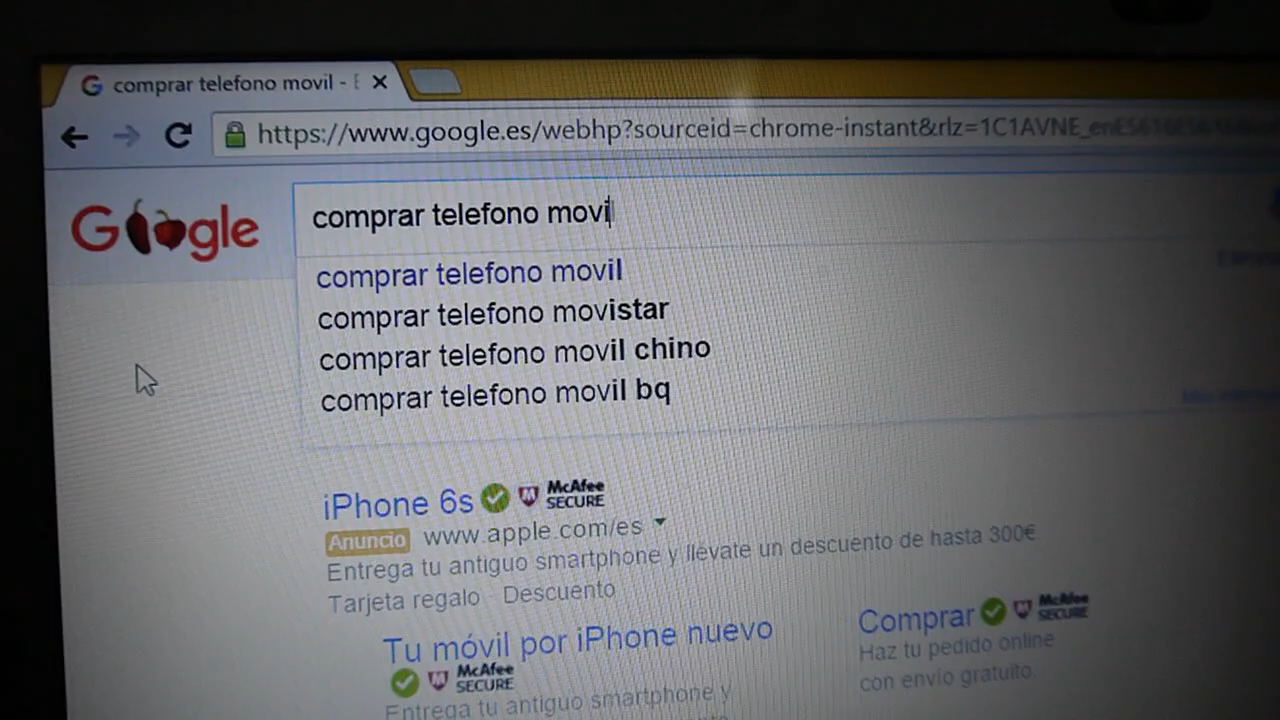 comprar telefono movil - E
https://www.google.es/webhp?sourceid=chrome-instant&rlz=1C1AVNE_enES
Google
comprar telefono movi
comprar telefono movil
comprar telefono movistar
comprar telefono movil chino
comprar telefono movil bq
iPhone 6s McAfee SECURE
Anuncio www.apple.com/es
Entrega tu antiguo smartphone y llévate un descuento de hasta 300€
Tarjeta regalo Descuento
Tu móvil por iPhone nuevo
McAfee SECURE
Entrega tu antiguo smartphone y
Comprar McAfee SECURE
Haz tu pedido online
con envío gratuito.